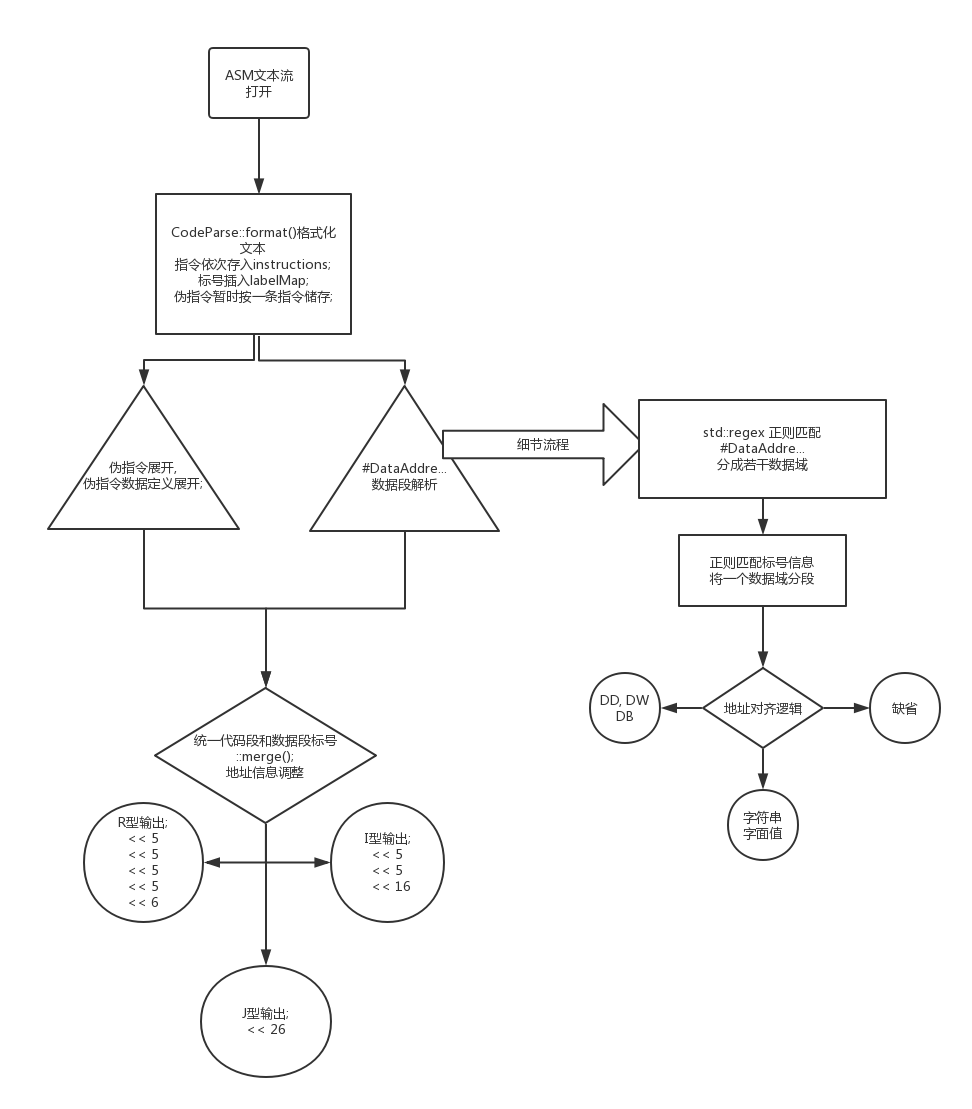 ASM文本流
打开
CodeParse::format()格式化
文本
指令依次存入instructions;
标号插入labelMap;
伪指令暂时按一条指令储存;
伪指令展开,
伪指令数据定义展开;
#DataAddre...
数据段解析
细节流程
std::regex 正则匹配
#DataAddre...
分成若干数据域
正则匹配标号信息
将一个数据域分段
DD, DW
DB
地址对齐逻辑
缺省
字符串
字面值
统一代码段和数据段标号
::merge();
地址信息调整
R型输出;
<< 5
<< 5
<< 5
<< 5
<< 6
I型输出;
<< 5
<< 5
<< 16
J型输出;
<< 26